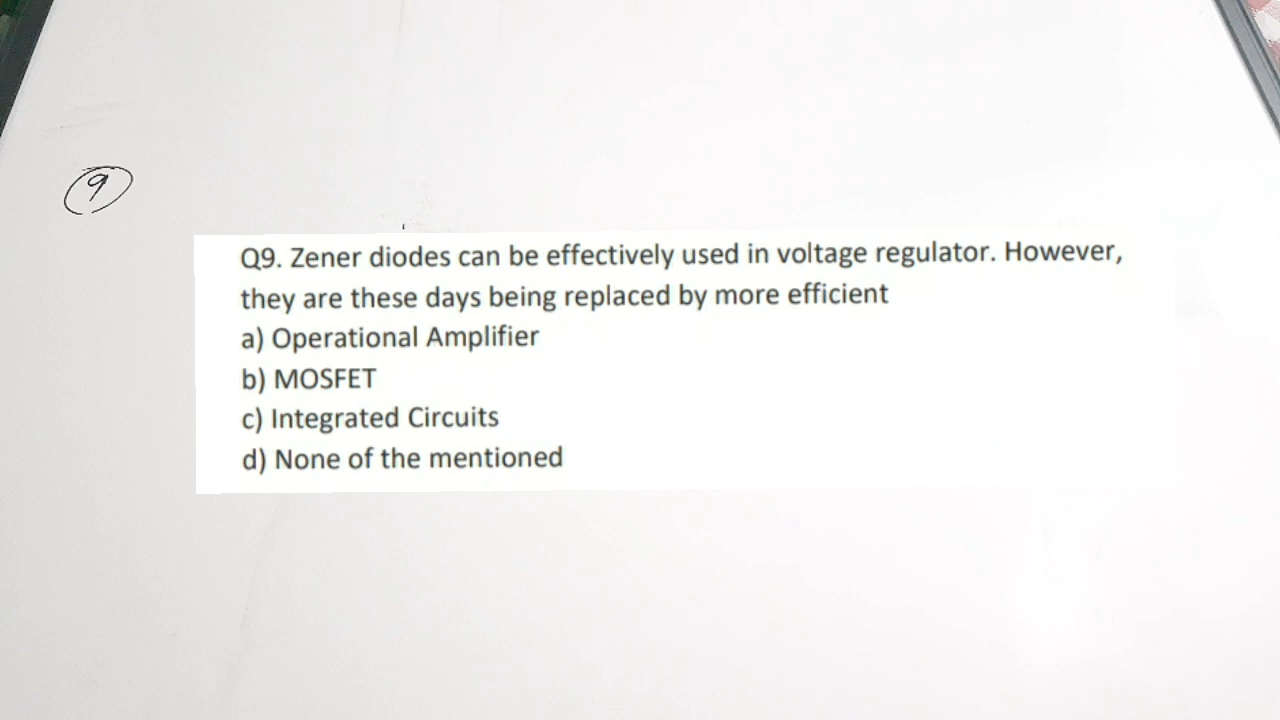 9
Q9. Zener diodes can be effectively used in voltage regulator. However,
they are these days being replaced by more efficient
a) Operational Amplifier
b) MOSFET
c) Integrated Circuits
d) None of the mentioned